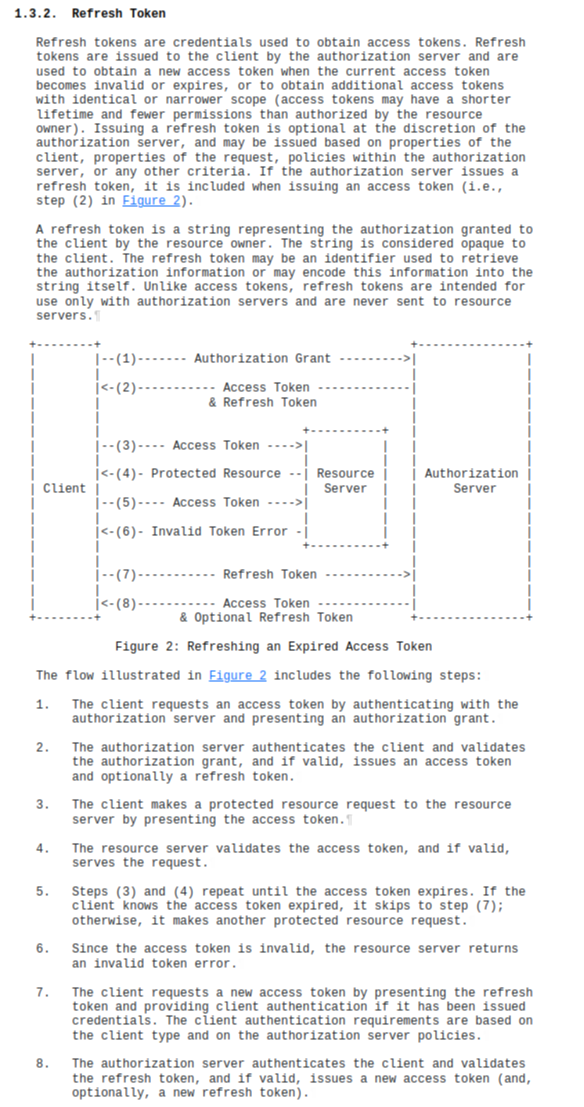 1.3.2.  Refresh Token
Refresh tokens are credentials used to obtain access tokens. Refresh
tokens are issued to the client by the authorization server and are
used to obtain a new access token when the current access token
becomes invalid or expires, or to obtain additional access tokens
with identical or narrower scope (access tokens may have a shorter
lifetime and fewer permissions than authorized by the resource
owner). Issuing a refresh token is optional at the discretion of the
authorization server, and may be issued based on properties of the
client, properties of the request, policies within the authorization
server, or any other criteria. If the authorization server issues a
refresh token, it is included when issuing an access token (i.e.,
step (2) in Figure 2).
A refresh token is a string representing the authorization granted to
the client by the resource owner. The string is considered opaque to
the client. The refresh token may be an identifier used to retrieve
the authorization information or may encode this information into the
string itself. Unlike access tokens, refresh tokens are intended for
use only with authorization servers and are never sent to resource
servers.¶
+--------+                                           +---------------+
|        |--(1)------- Authorization Grant --------->|               |
|        |                                           |               |
|        |<-(2)----------- Access Token -------------|               |
|        |               & Refresh Token             |               |
|        |                                           |               |
|        |                            +----------+   |               |
|        |--(3)---- Access Token ---->|          |   |               |
|        |                            |          |   |               |
|        |<-(4)- Protected Resource --| Resource |   | Authorization |
| Client |                            |  Server  |   |     Server    |
|        |--(5)---- Access Token ---->|          |   |               |
|        |                            |          |   |               |
|        |<-(6)- Invalid Token Error -|          |   |               |
|        |                            +----------+   |               |
|        |                                           |               |
|        |--(7)----------- Refresh Token ----------->|               |
|        |                                           |               |
|        |<-(8)----------- Access Token -------------|               |
+--------+           & Optional Refresh Token        +---------------+
Figure 2: Refreshing an Expired Access Token
The flow illustrated in Figure 2 includes the following steps:
1.   The client requests an access token by authenticating with the
authorization server and presenting an authorization grant.
2.   The authorization server authenticates the client and validates
the authorization grant, and if valid, issues an access token
and optionally a refresh token.
3.   The client makes a protected resource request to the resource
server by presenting the access token.¶
4.   The resource server validates the access token, and if valid,
serves the request.
5.   Steps (3) and (4) repeat until the access token expires. If the
client knows the access token expired, it skips to step (7);
otherwise, it makes another protected resource request.
6.   Since the access token is invalid, the resource server returns
an invalid token error.
7.   The client requests a new access token by presenting the refresh
token and providing client authentication if it has been issued
credentials. The client authentication requirements are based on
the client type and on the authorization server policies.
8.   The authorization server authenticates the client and validates
the refresh token, and if valid, issues a new access token (and,
optionally, a new refresh token).